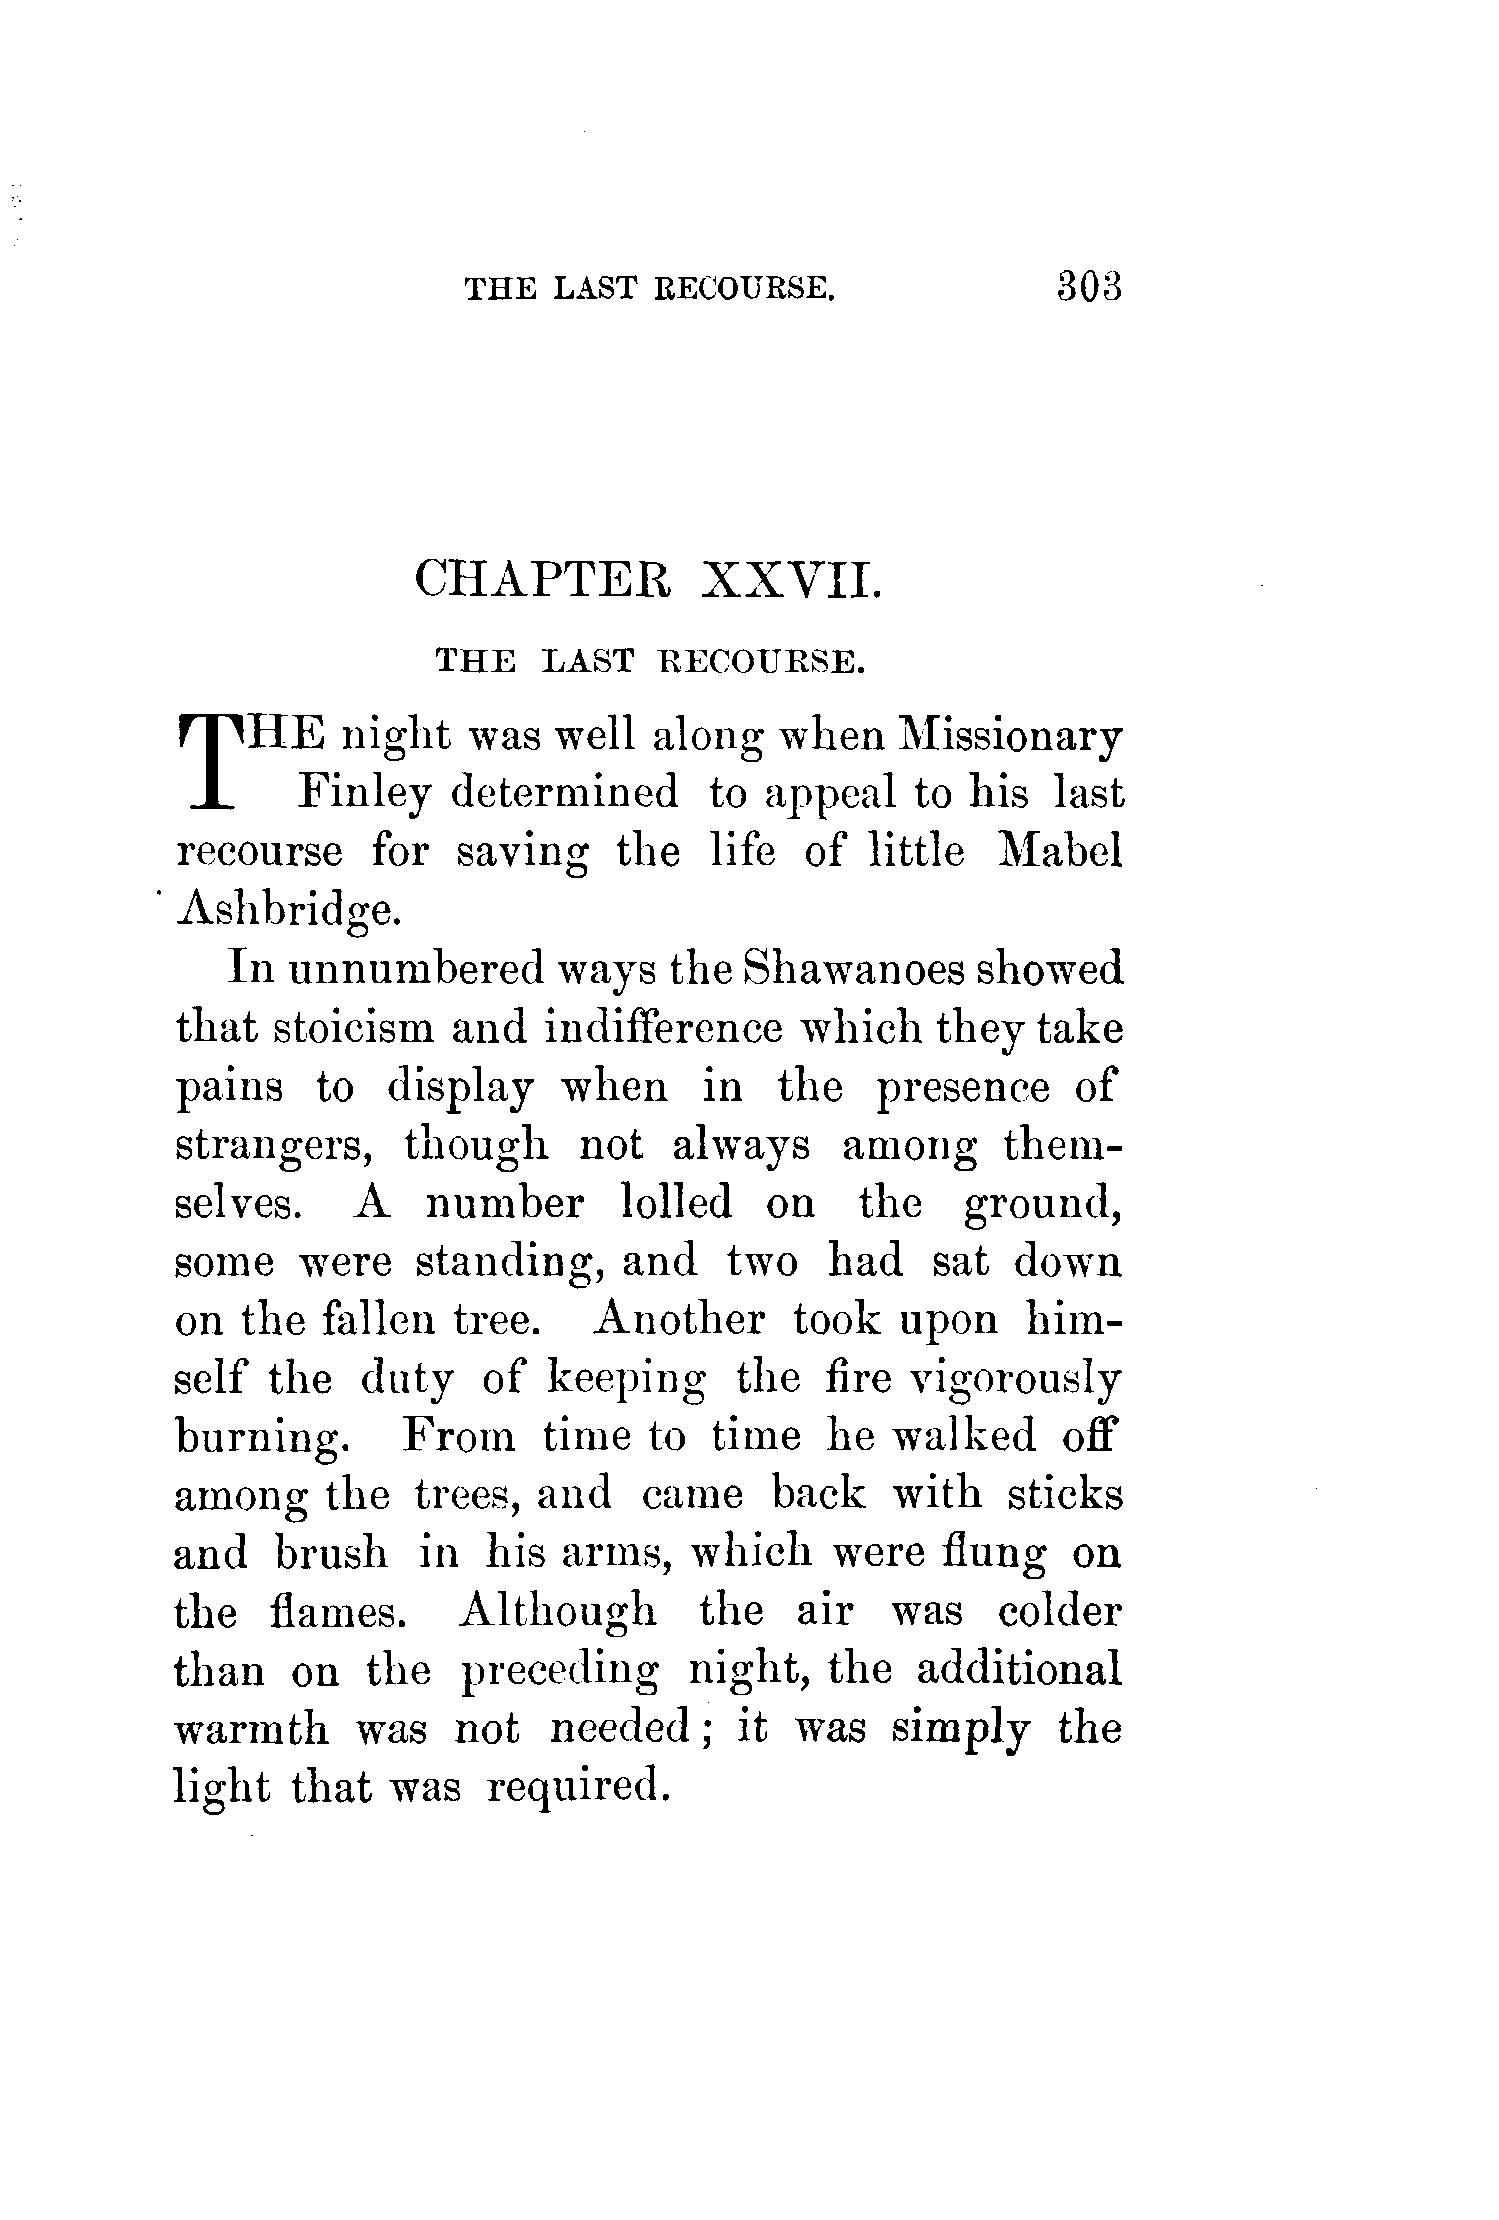 THE LAST RECOURSE. 303
CHAPTER XXVII.
THE LAST RECOURSE.
THE night was well along when Missionary
Finley determined to appeal to his last
recourse for saving the life of little Mabel
Ashbridge.
In unnumbered ways the Shawanoes showed
that stoicism and indifference which they take
pains to display when in the presence of
strangers, though not always among them-
selves. A number lolled on the ground,
some were standing, and two had sat down
on the fallen tree. Another took upon him-
self the duty of keeping the fire vigorously
burning. From time to time he walked off
among the trees, and came back with sticks
and brush in his arms, which were flung on
the flames. Although the air was colder
than on the preceding night, the additional
warmth was not needed; it was simply the
light that was required.